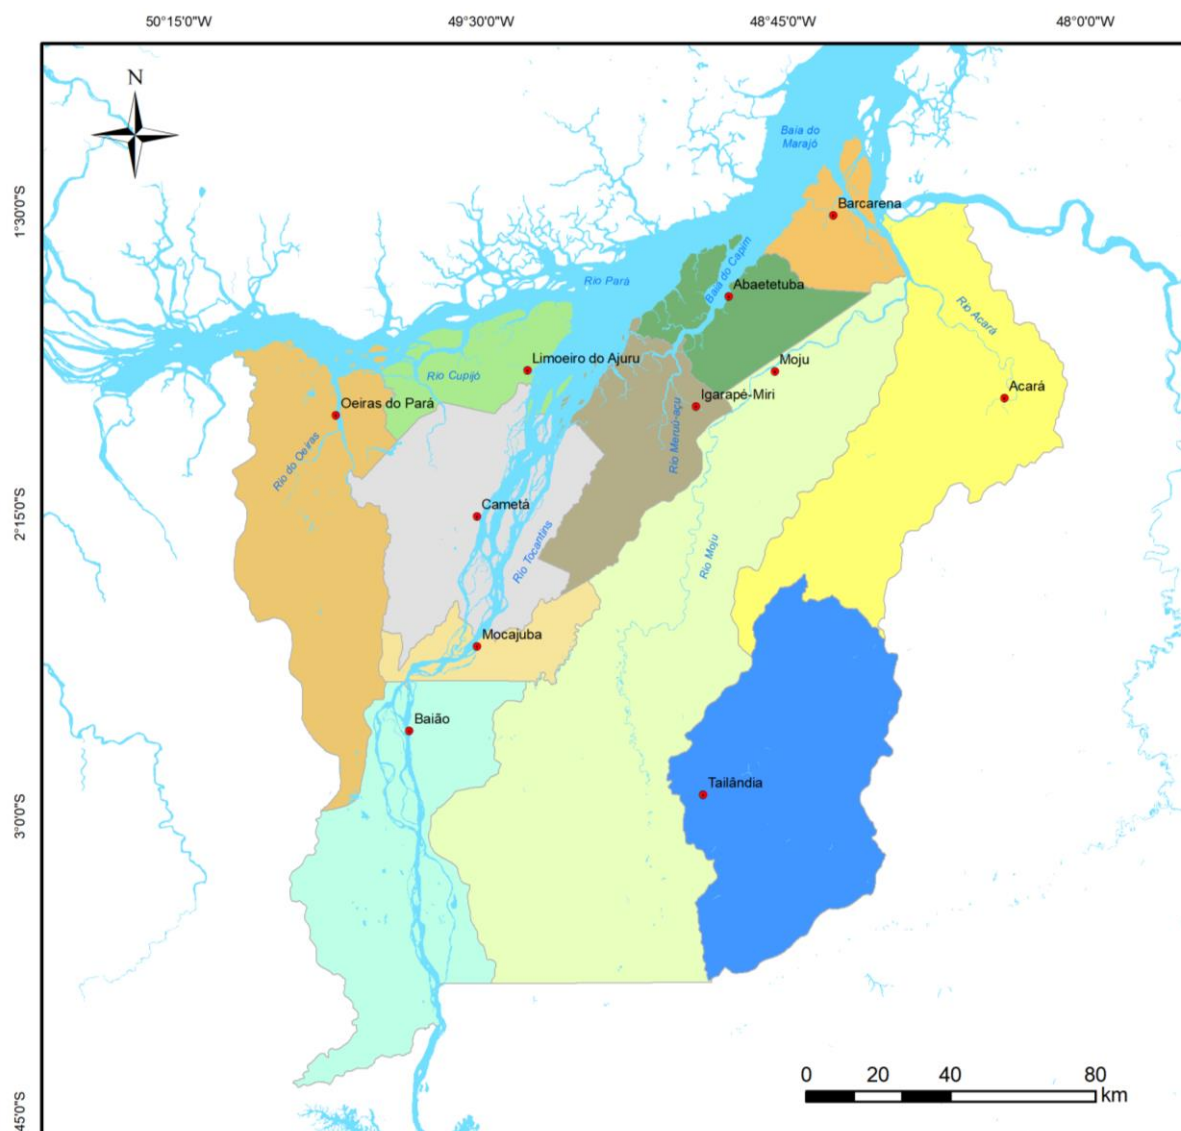 50°15'0"W
49°30'0"W
48°45'0"W
48°0'0"W
N
Baía do
Marajó
Barcarena
1°30'0"S
Baia do Capim
Rio Pará
Abaetetuba
Rio Acará
Limoeiro do Ajuru
Moju
Rio Cupijó
Igarapé-Miri
Acará
Oeiras do Pará
Rio Meruú-açu
Rio do Oeiras
Cametá
2°15'0"S
Rio Tocantins
Rio Moju
Mocajuba
Baião
Tailândia
3°0'0"S
0 20 40 80
km
45'0"S